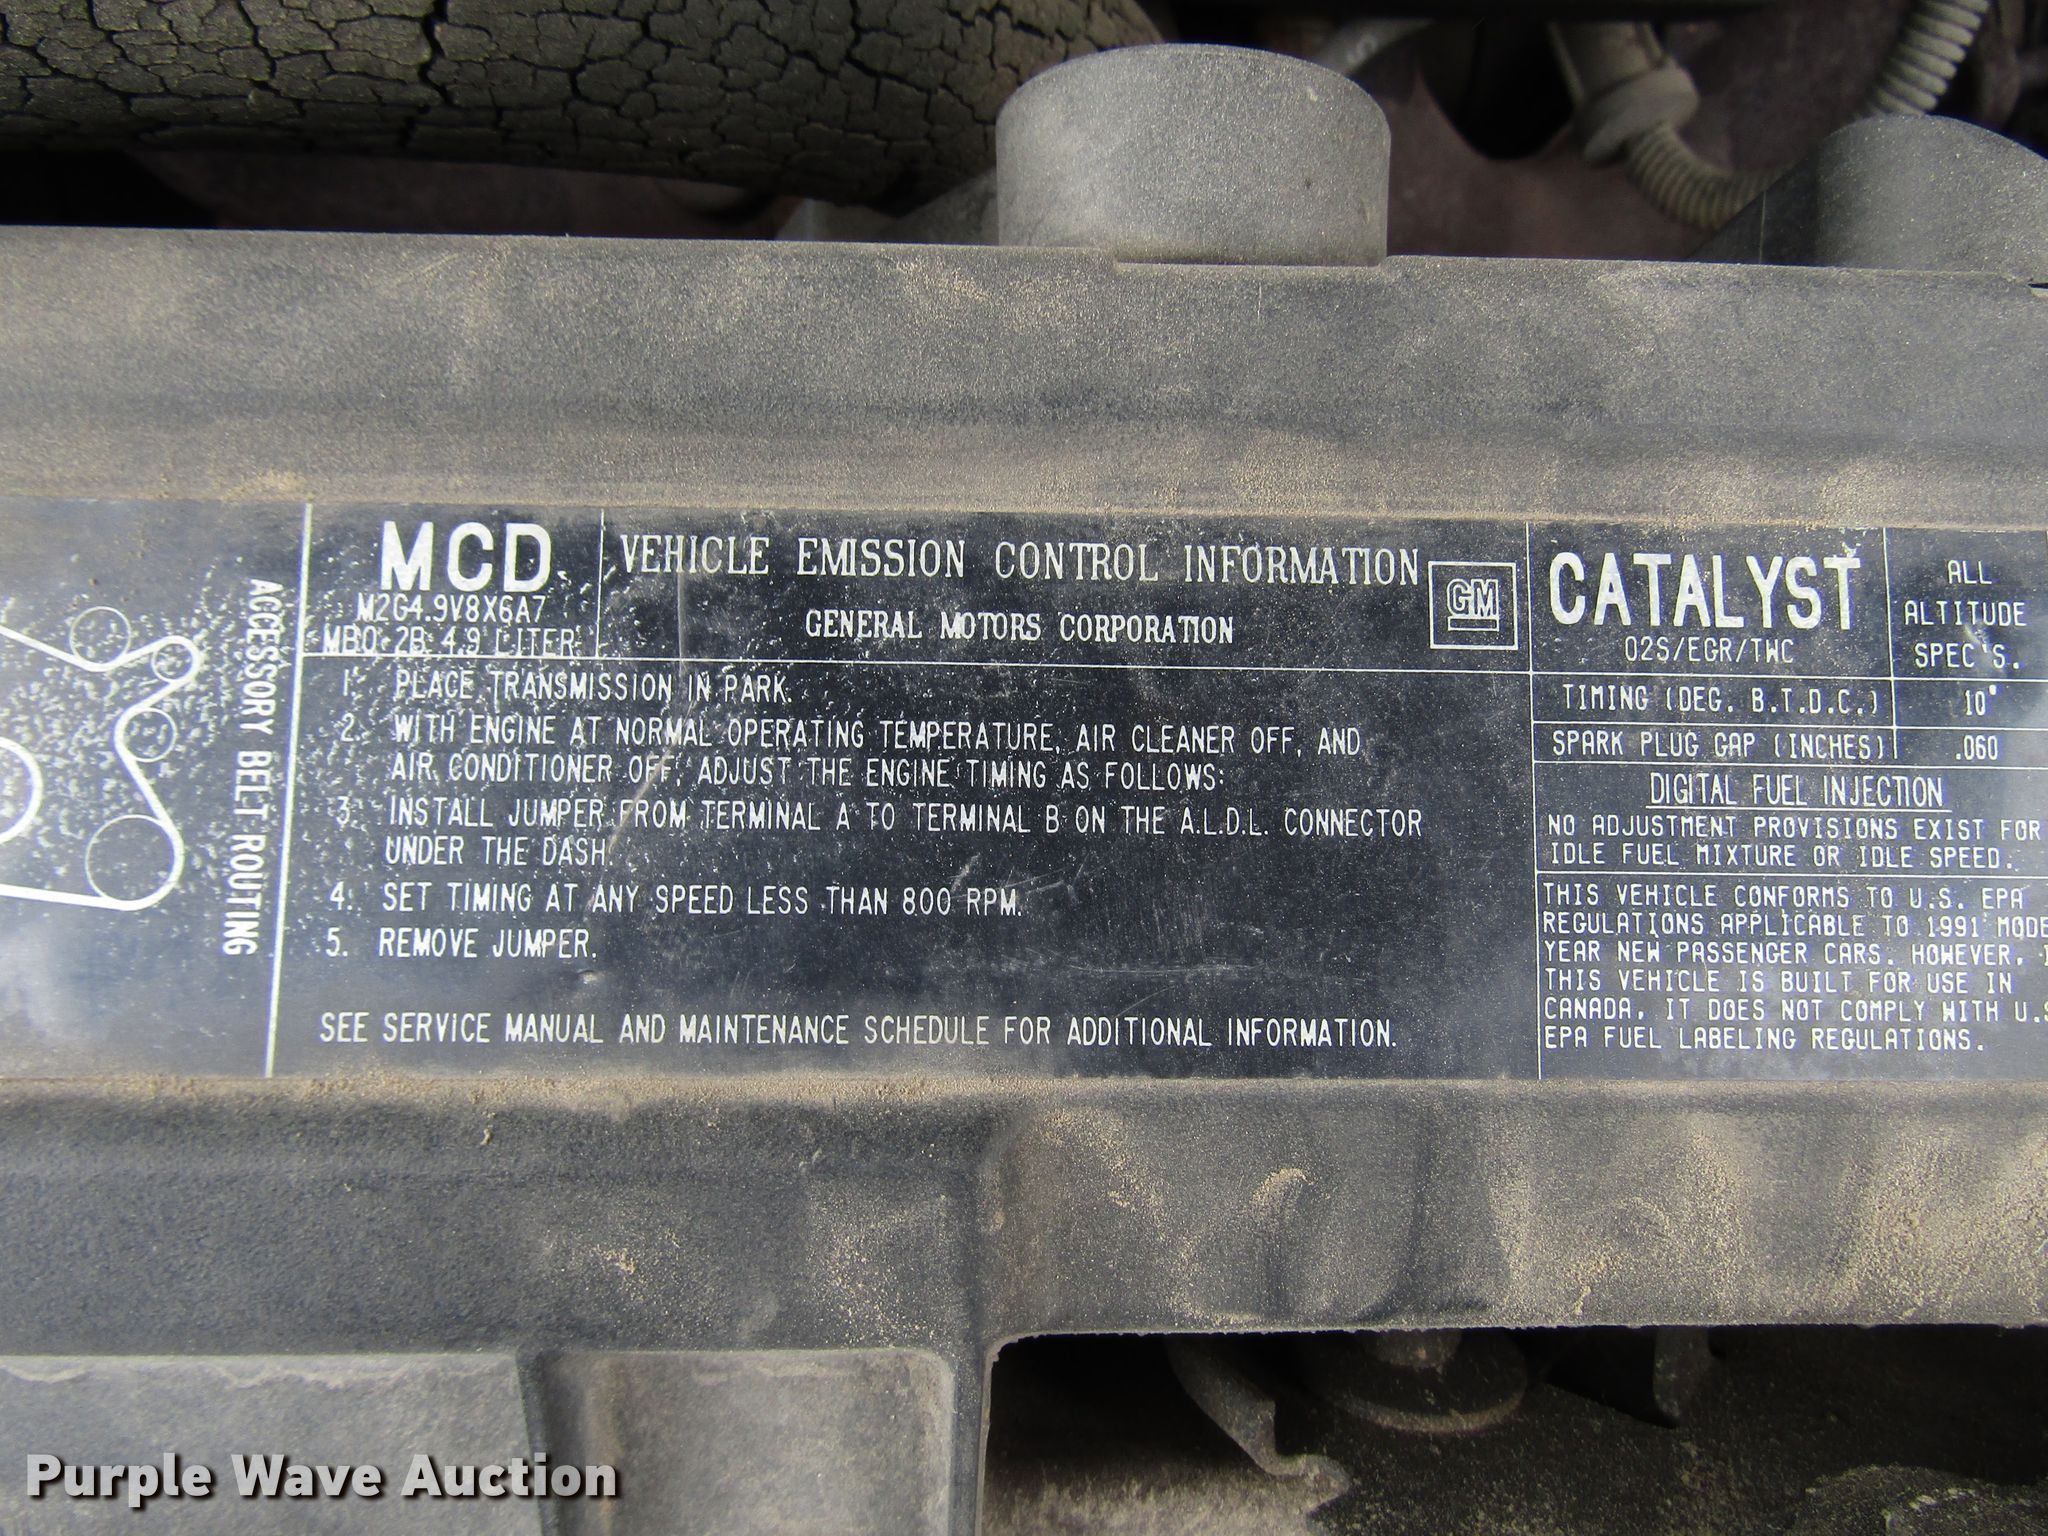 ACCESSORY BELT ROUTING
MCD
M2G4.9V8X6A7
MBO 2B 4.9 LITER
VEHICLE EMISSION CONTROL INFORMATION
GENERAL MOTORS CORPORATION
GM
1. PLACE TRANSMISSION IN PARK.
2. WITH ENGINE AT NORMAL OPERATING TEMPERATURE, AIR CLEANER OFF, AND
AIR CONDITIONER OFF, ADJUST THE ENGINE TIMING AS FOLLOWS:
3. INSTALL JUMPER FROM TERMINAL A TO TERMINAL B ON THE A.L.D.L. CONNECTOR
UNDER THE DASH.
4. SET TIMING AT ANY SPEED LESS THAN 800 RPM.
5. REMOVE JUMPER.
SEE SERVICE MANUAL AND MAINTENANCE SCHEDULE FOR ADDITIONAL INFORMATION.
CATALYST
O2S/EGR/TWC
ALL
ALTITUDE
SPEC'S.
TIMING (DEG. B.T.D.C.) 10°
SPARK PLUG GAP (INCHES) .060
DIGITAL FUEL INJECTION
NO ADJUSTMENT PROVISIONS EXIST FOR
IDLE FUEL MIXTURE OR IDLE SPEED.
THIS VEHICLE CONFORMS TO U.S. EPA
REGULATIONS APPLICABLE TO 1991 MODE
YEAR NEW PASSENGER CARS. HOWEVER,
THIS VEHICLE IS BUILT FOR USE IN
CANADA, IT DOES NOT COMPLY WITH U.S
EPA FUEL LABELING REGULATIONS.
Purple Wave Auction